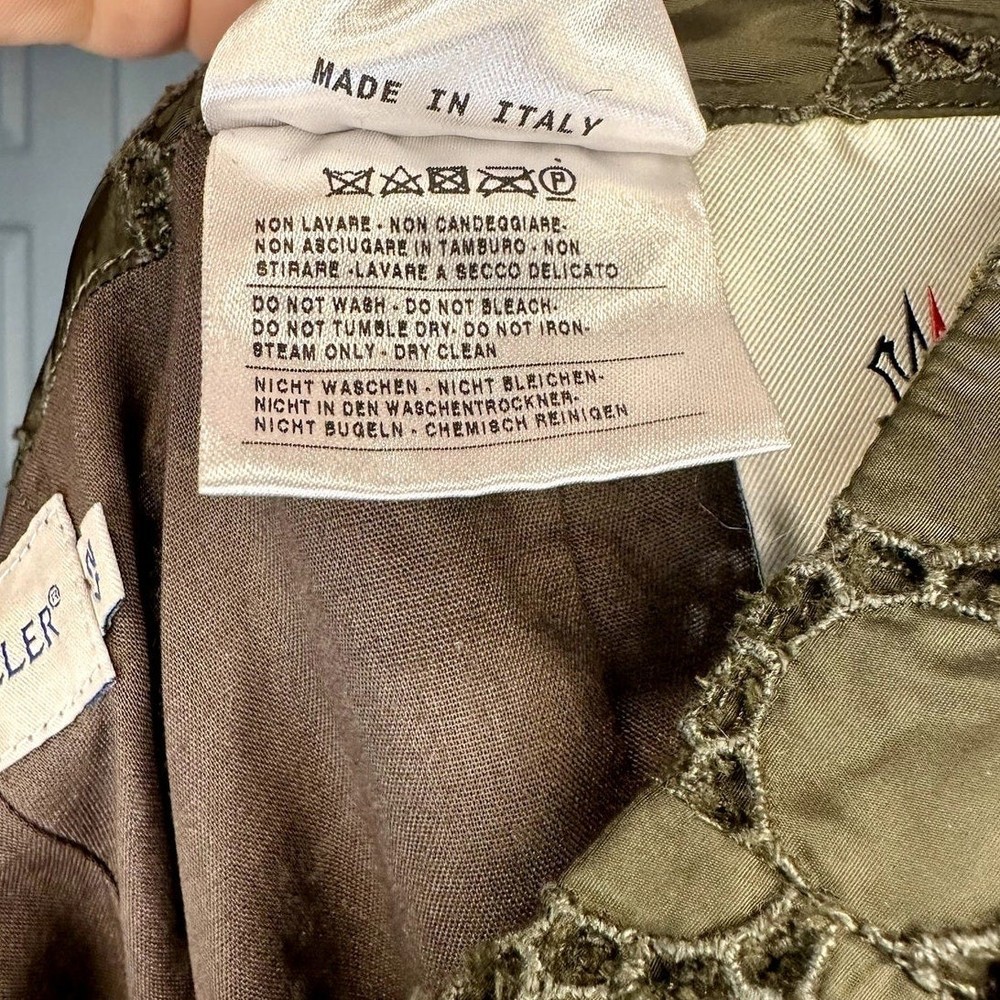 MADE IN ITALY
P
NON LAVARE - NON CANDEGGIARE-
NON ASCIUGARE IN TAMBURO - NON
STIRARE -LAVARE A SECCO DELICATO
DO NOT WASH - DO NOT BLEACH-
DO NOT TUMBLE DRY- DO NOT IRON-
STEAM ONLY - DRY CLEAN
NICHT WASCHEN - NICHT BLEICHEN-
NICHT IN DEN WASCHENTROCKNER-
NICHT BUGELN - CHEMISCH REINIGEN
LLER®